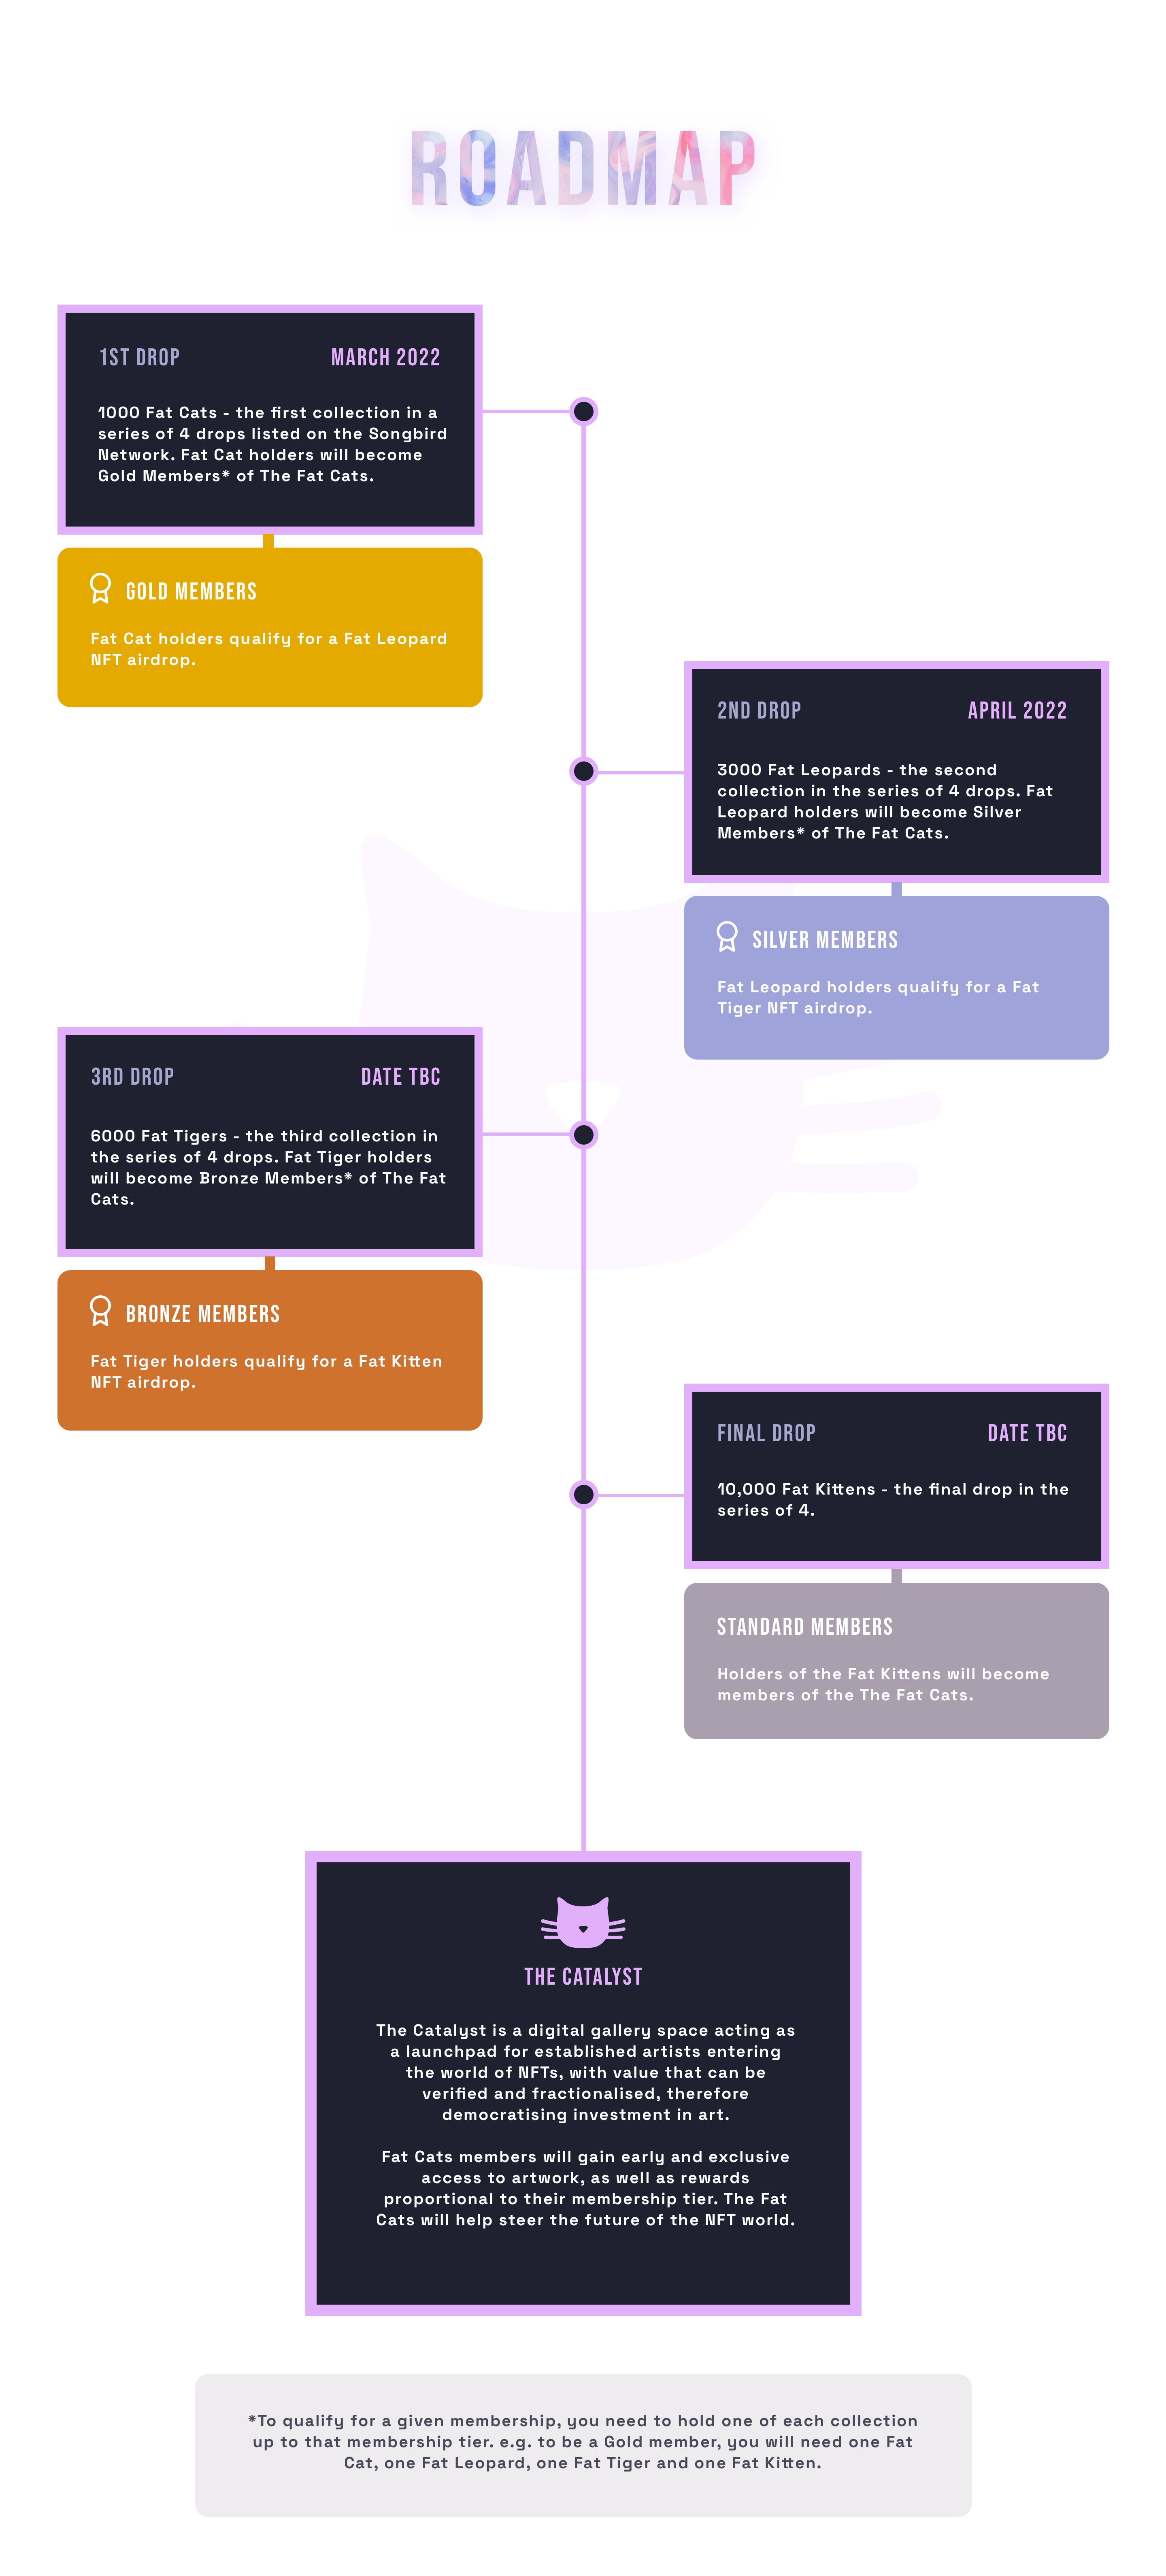 ROADMAP
1ST DROP
MARCH 2022
1000 Fat Cats - the first collection in a
series of 4 drops listed on the Songbird
Network. Fat Cat holders will become
Gold Members* of The Fat Cats.
GOLD MEMBERS
Fat Cat holders qualify for a Fat Leopard
NFT airdrop.
2ND DROP
APRIL 2022
3000 Fat Leopards - the second
collection in the series of 4 drops. Fat
Leopard holders will become Silver
Members* of The Fat Cats.
SILVER MEMBERS
Fat Leopard holders qualify for a Fat
Tiger NFT airdrop.
3RD DROP
DATE TBC
6000 Fat Tigers - the third collection in
the series of 4 drops. Fat Tiger holders
will become Bronze Members* of The Fat
Cats.
BRONZE MEMBERS
Fat Tiger holders qualify for a Fat Kitten
NFT airdrop.
FINAL DROP
DATE TBC
10,000 Fat Kittens - the final drop in the
series of 4.
STANDARD MEMBERS
Holders of the Fat Kittens will become
members of the The Fat Cats.
THE CATALYST
The Catalyst is a digital gallery space acting as
a launchpad for established artists entering
the world of NFTs, with value that can be
verified and fractionalised, therefore
democratising investment in art.
Fat Cats members will gain early and exclusive
access to artwork, as well as rewards
proportional to their membership tier. The Fat
Cats will help steer the future of the NFT world.
*To qualify for a given membership, you need to hold one of each collection
up to that membership tier. e.g. to be a Gold member, you will need one Fat
Cat, one Fat Leopard, one Fat Tiger and one Fat Kitten.